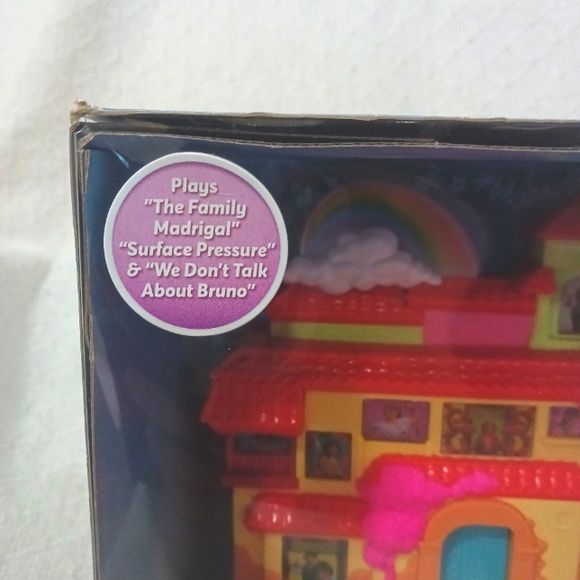 Plays
"The Family
Madrigal"
"Surface Pressure"
& "We Don't Talk
About Bruno"